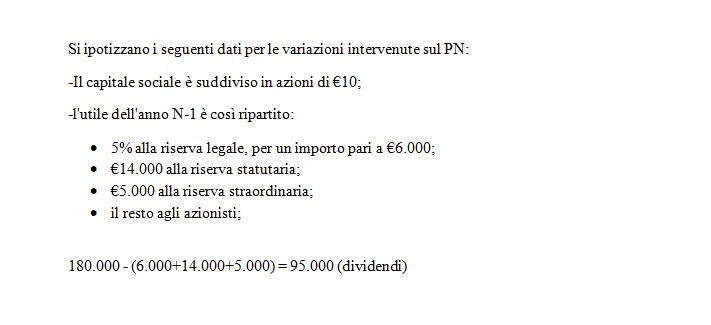 Si ipotizzano i seguenti dati per le variazioni intervenute sul PN:
-Il capitale sociale è suddiviso in azioni di €10;
-l'utile dell'anno N-1 è così ripartito:
• 5% alla riserva legale, per un importo pari a €6.000;
• €14.000 alla riserva statutaria;
• €5.000 alla riserva straordinaria;
• il resto agli azionisti;
180.000 - (6.000+14.000+5.000) = 95.000 (dividendi)